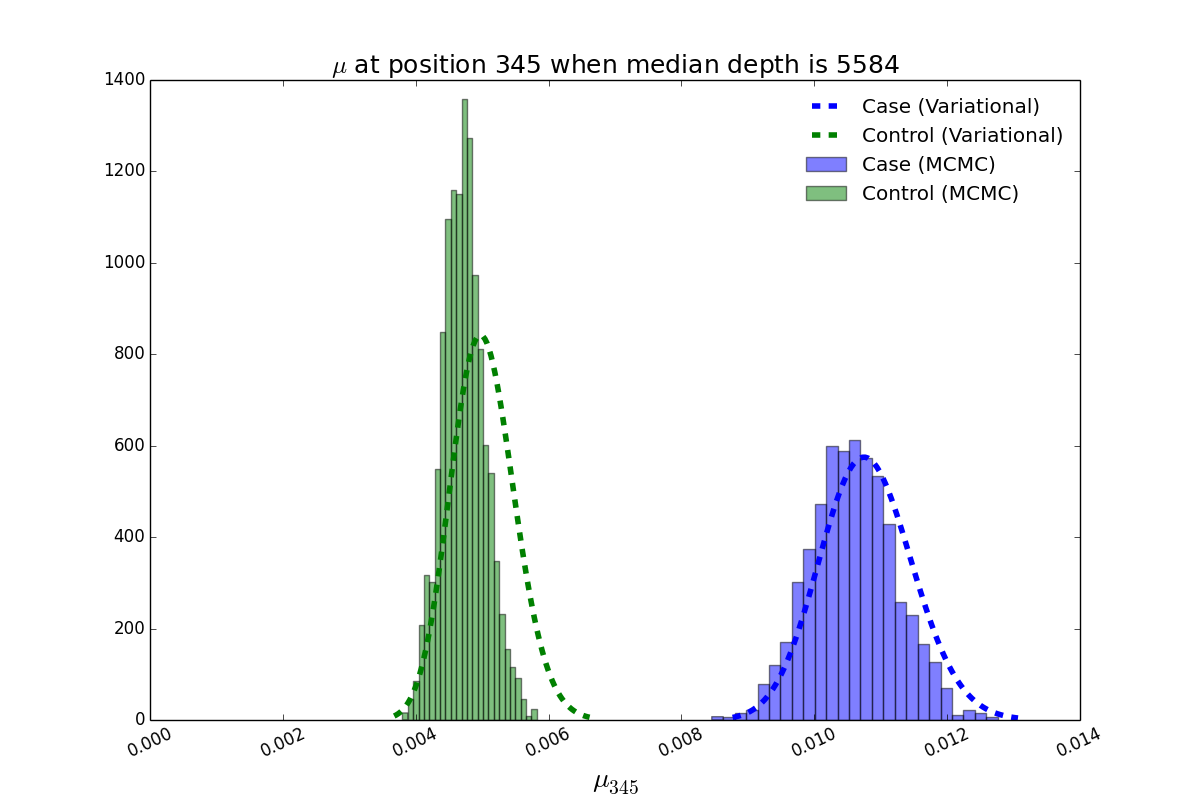 μ at position 345 when median depth is 5584
1400
1200
1000
800
600
400
200
0
Case (Variational)
Control (Variational)
Case (MCMC)
Control (MCMC)
0.000 0.002 0.004 0.006 0.008 0.010 0.012 0.014
μ345